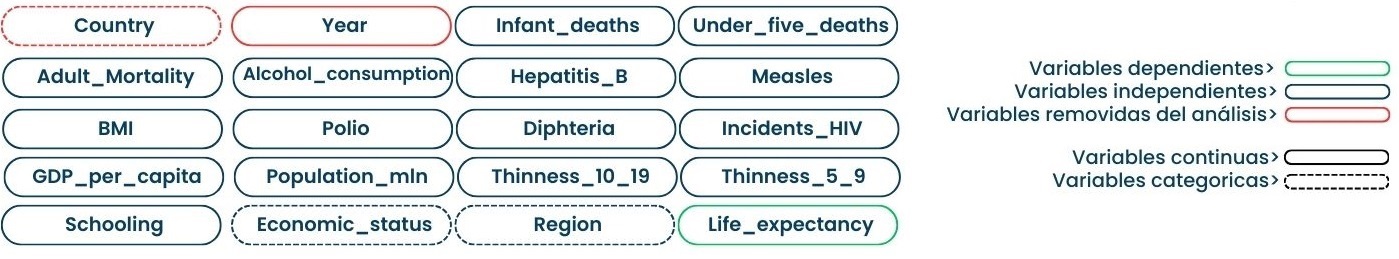 Country
Year
Infant_deaths
Under_five_deaths
Adult_Mortality
Alcohol_consumption
Hepatitis_B
Measles
BMI
Polio
Diphteria
Incidents_HIV
GDP_per_capita
Population_mln
Thinness_10_19
Thinness_5_9
Schooling
Economic_status
Region
Life_expectancy
Variables dependientes>
Variables independientes>
Variables removidas del análisis>
Variables continuas>
Variables categoricas>